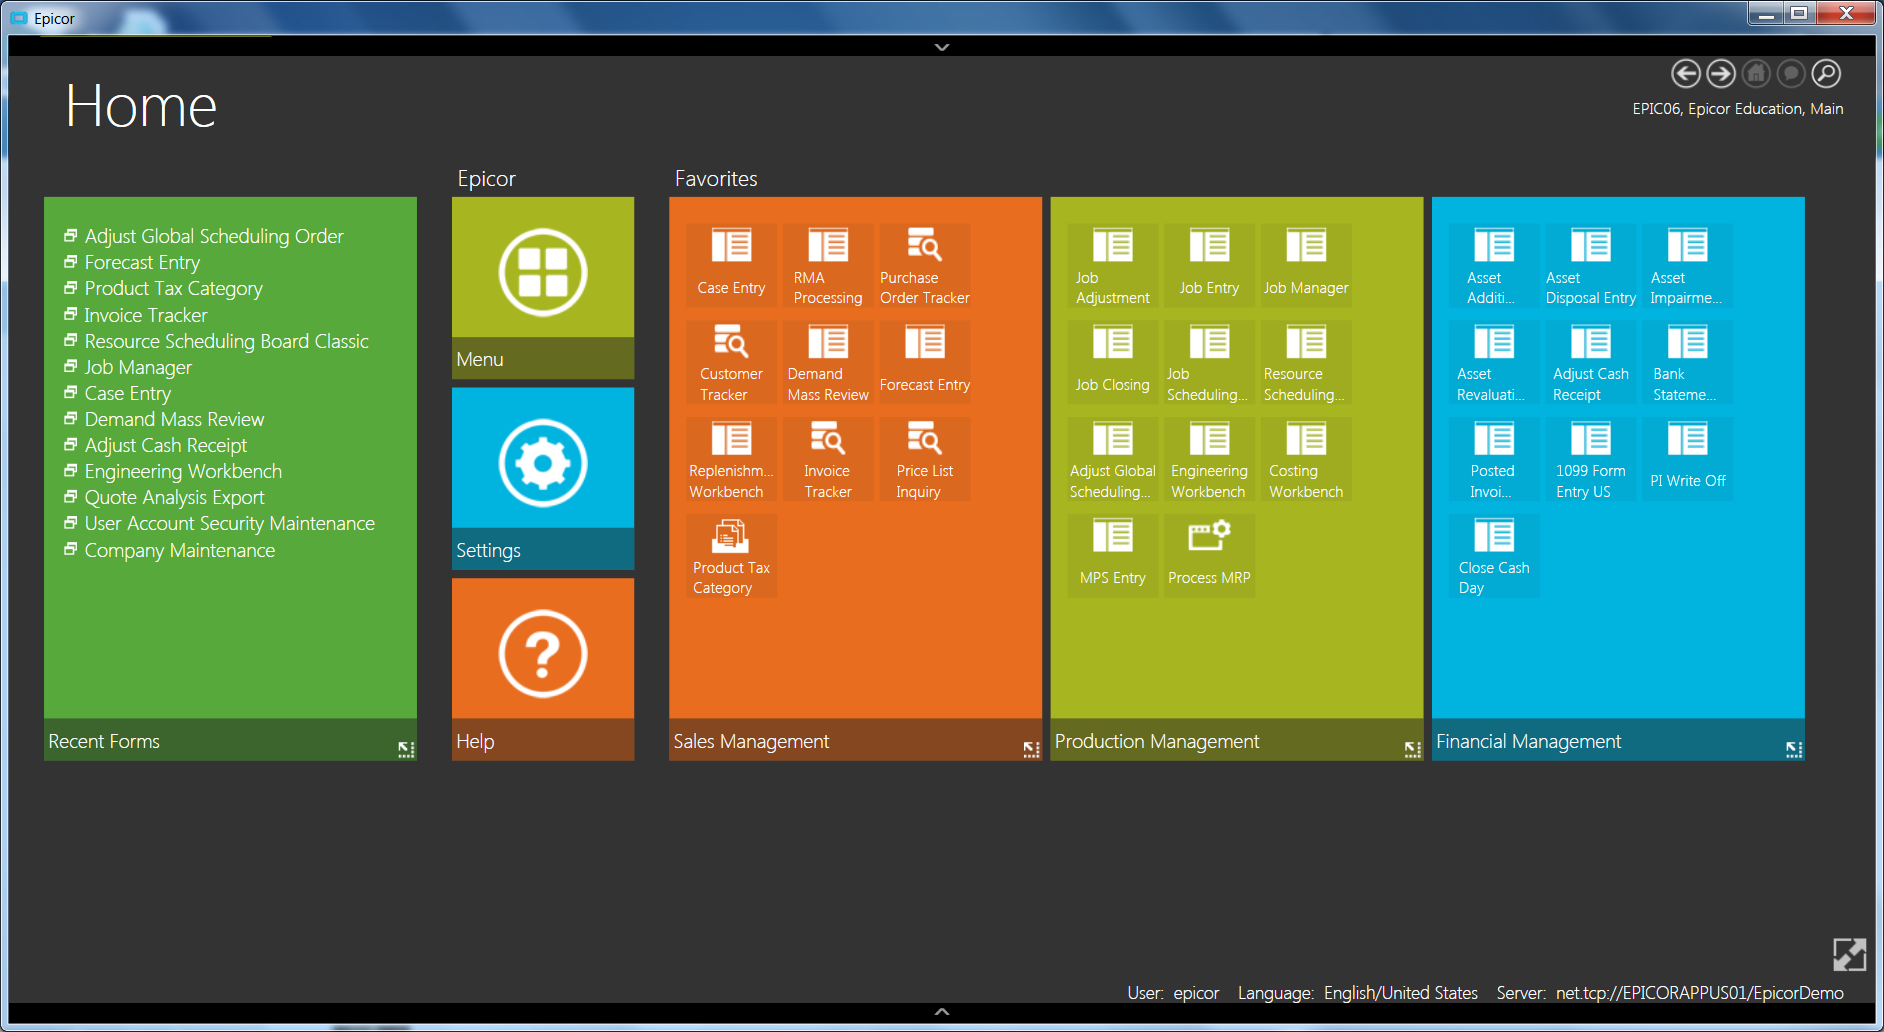 Epicor
Home
EPIC06, Epicor Education, Main
Adjust Global Scheduling Order
Forecast Entry
Product Tax Category
Invoice Tracker
Resource Scheduling Board Classic
Job Manager
Case Entry
Demand Mass Review
Adjust Cash Receipt
Engineering Workbench
Quote Analysis Export
User Account Security Maintenance
Company Maintenance
Recent Forms
Epicor
Menu
Settings
Help
Favorites
Case Entry
RMA
Processing
Purchase
Order Tracker
Customer
Tracker
Demand
Mass Review
Forecast Entry
Replenishm...
Workbench
Invoice
Tracker
Price List
Inquiry
Product Tax
Category
Sales Management
Job
Adjustment
Job Entry
Job Manager
Job Closing
Job
Scheduling...
Resource
Scheduling...
Adjust Global
Scheduling...
Engineering
Workbench
Costing
Workbench
MPS Entry
Process MRP
Production Management
Asset
Additi...
Asset
Disposal Entry
Asset
Impairme...
Asset
Revaluati...
Adjust Cash
Receipt
Bank
Stateme...
Posted
Invoi...
1099 Form
Entry US
PI Write Off
Close Cash
Day
Financial Management
User: epicor Language: English/United States Server: net.tcp://EPICORAPPUS01/EpicorDemo